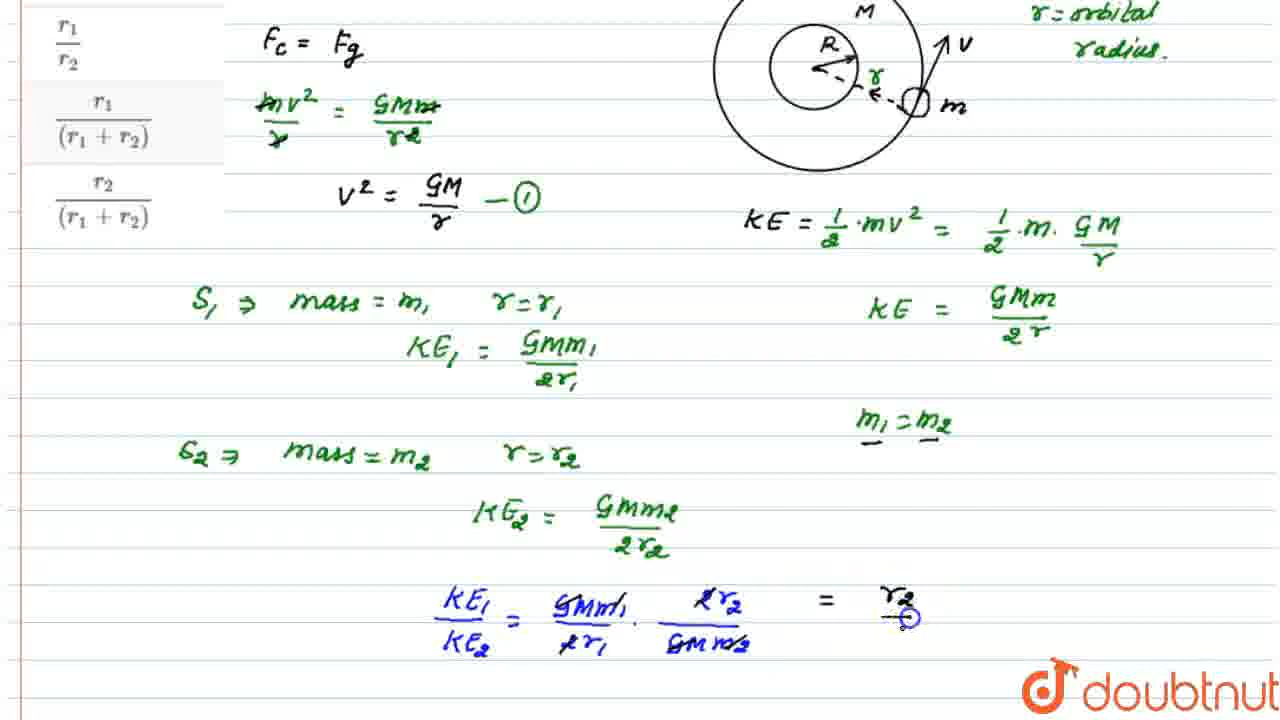 r₁/r₂
r₁/(r₁ + r₂)
r₂/(r₁ + r₂)
Fc = Fg
mv²/r = GMm/r2
v² = GM/r — ①
M
R
r
v
m
r = orbital
radius.
KE = 1/2 · mv² = 1/2 · m · GM/r
KE = GMm/2r
S₁ ⇒ mass = m₁ r = r₁
KE₁ = GMm₁/2r₁
m₁ = m₂
S₂ ⇒ mass = m₂ r = r₂
KE₂ = GMm₂/2r₂
KE₁/KE₂ = GMm₁/2r₁ · 2r₂/GMm₂ = r₂/
doubtnut